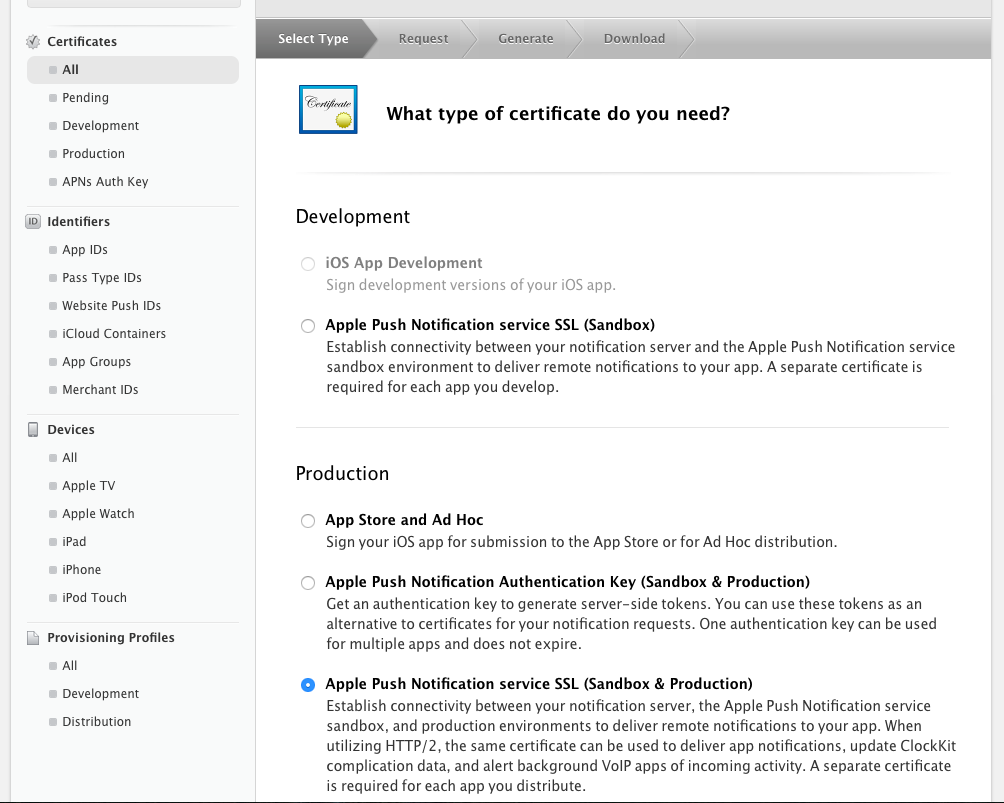 Certificates
All
Pending
Development
Production
APNs Auth Key
ID Identifiers
App IDs
Pass Type IDs
Website Push IDs
iCloud Containers
App Groups
Merchant IDs
Devices
All
Apple TV
Apple Watch
iPad
iPhone
iPod Touch
Provisioning Profiles
All
Development
Distribution
Select Type Request Generate Download
Certificate
What type of certificate do you need?
Development
iOS App Development
Sign development versions of your iOS app.
Apple Push Notification service SSL (Sandbox)
Establish connectivity between your notification server and the Apple Push Notification service
sandbox environment to deliver remote notifications to your app. A separate certificate is
required for each app you develop.
Production
App Store and Ad Hoc
Sign your iOS app for submission to the App Store or for Ad Hoc distribution.
Apple Push Notification Authentication Key (Sandbox & Production)
Get an authentication key to generate server-side tokens. You can use these tokens as an
alternative to certificates for your notification requests. One authentication key can be used
for multiple apps and does not expire.
Apple Push Notification service SSL (Sandbox & Production)
Establish connectivity between your notification server, the Apple Push Notification service
sandbox, and production environments to deliver remote notifications to your app. When
utilizing HTTP/2, the same certificate can be used to deliver app notifications, update ClockKit
complication data, and alert background VoIP apps of incoming activity. A separate certificate
is required for each app you distribute.